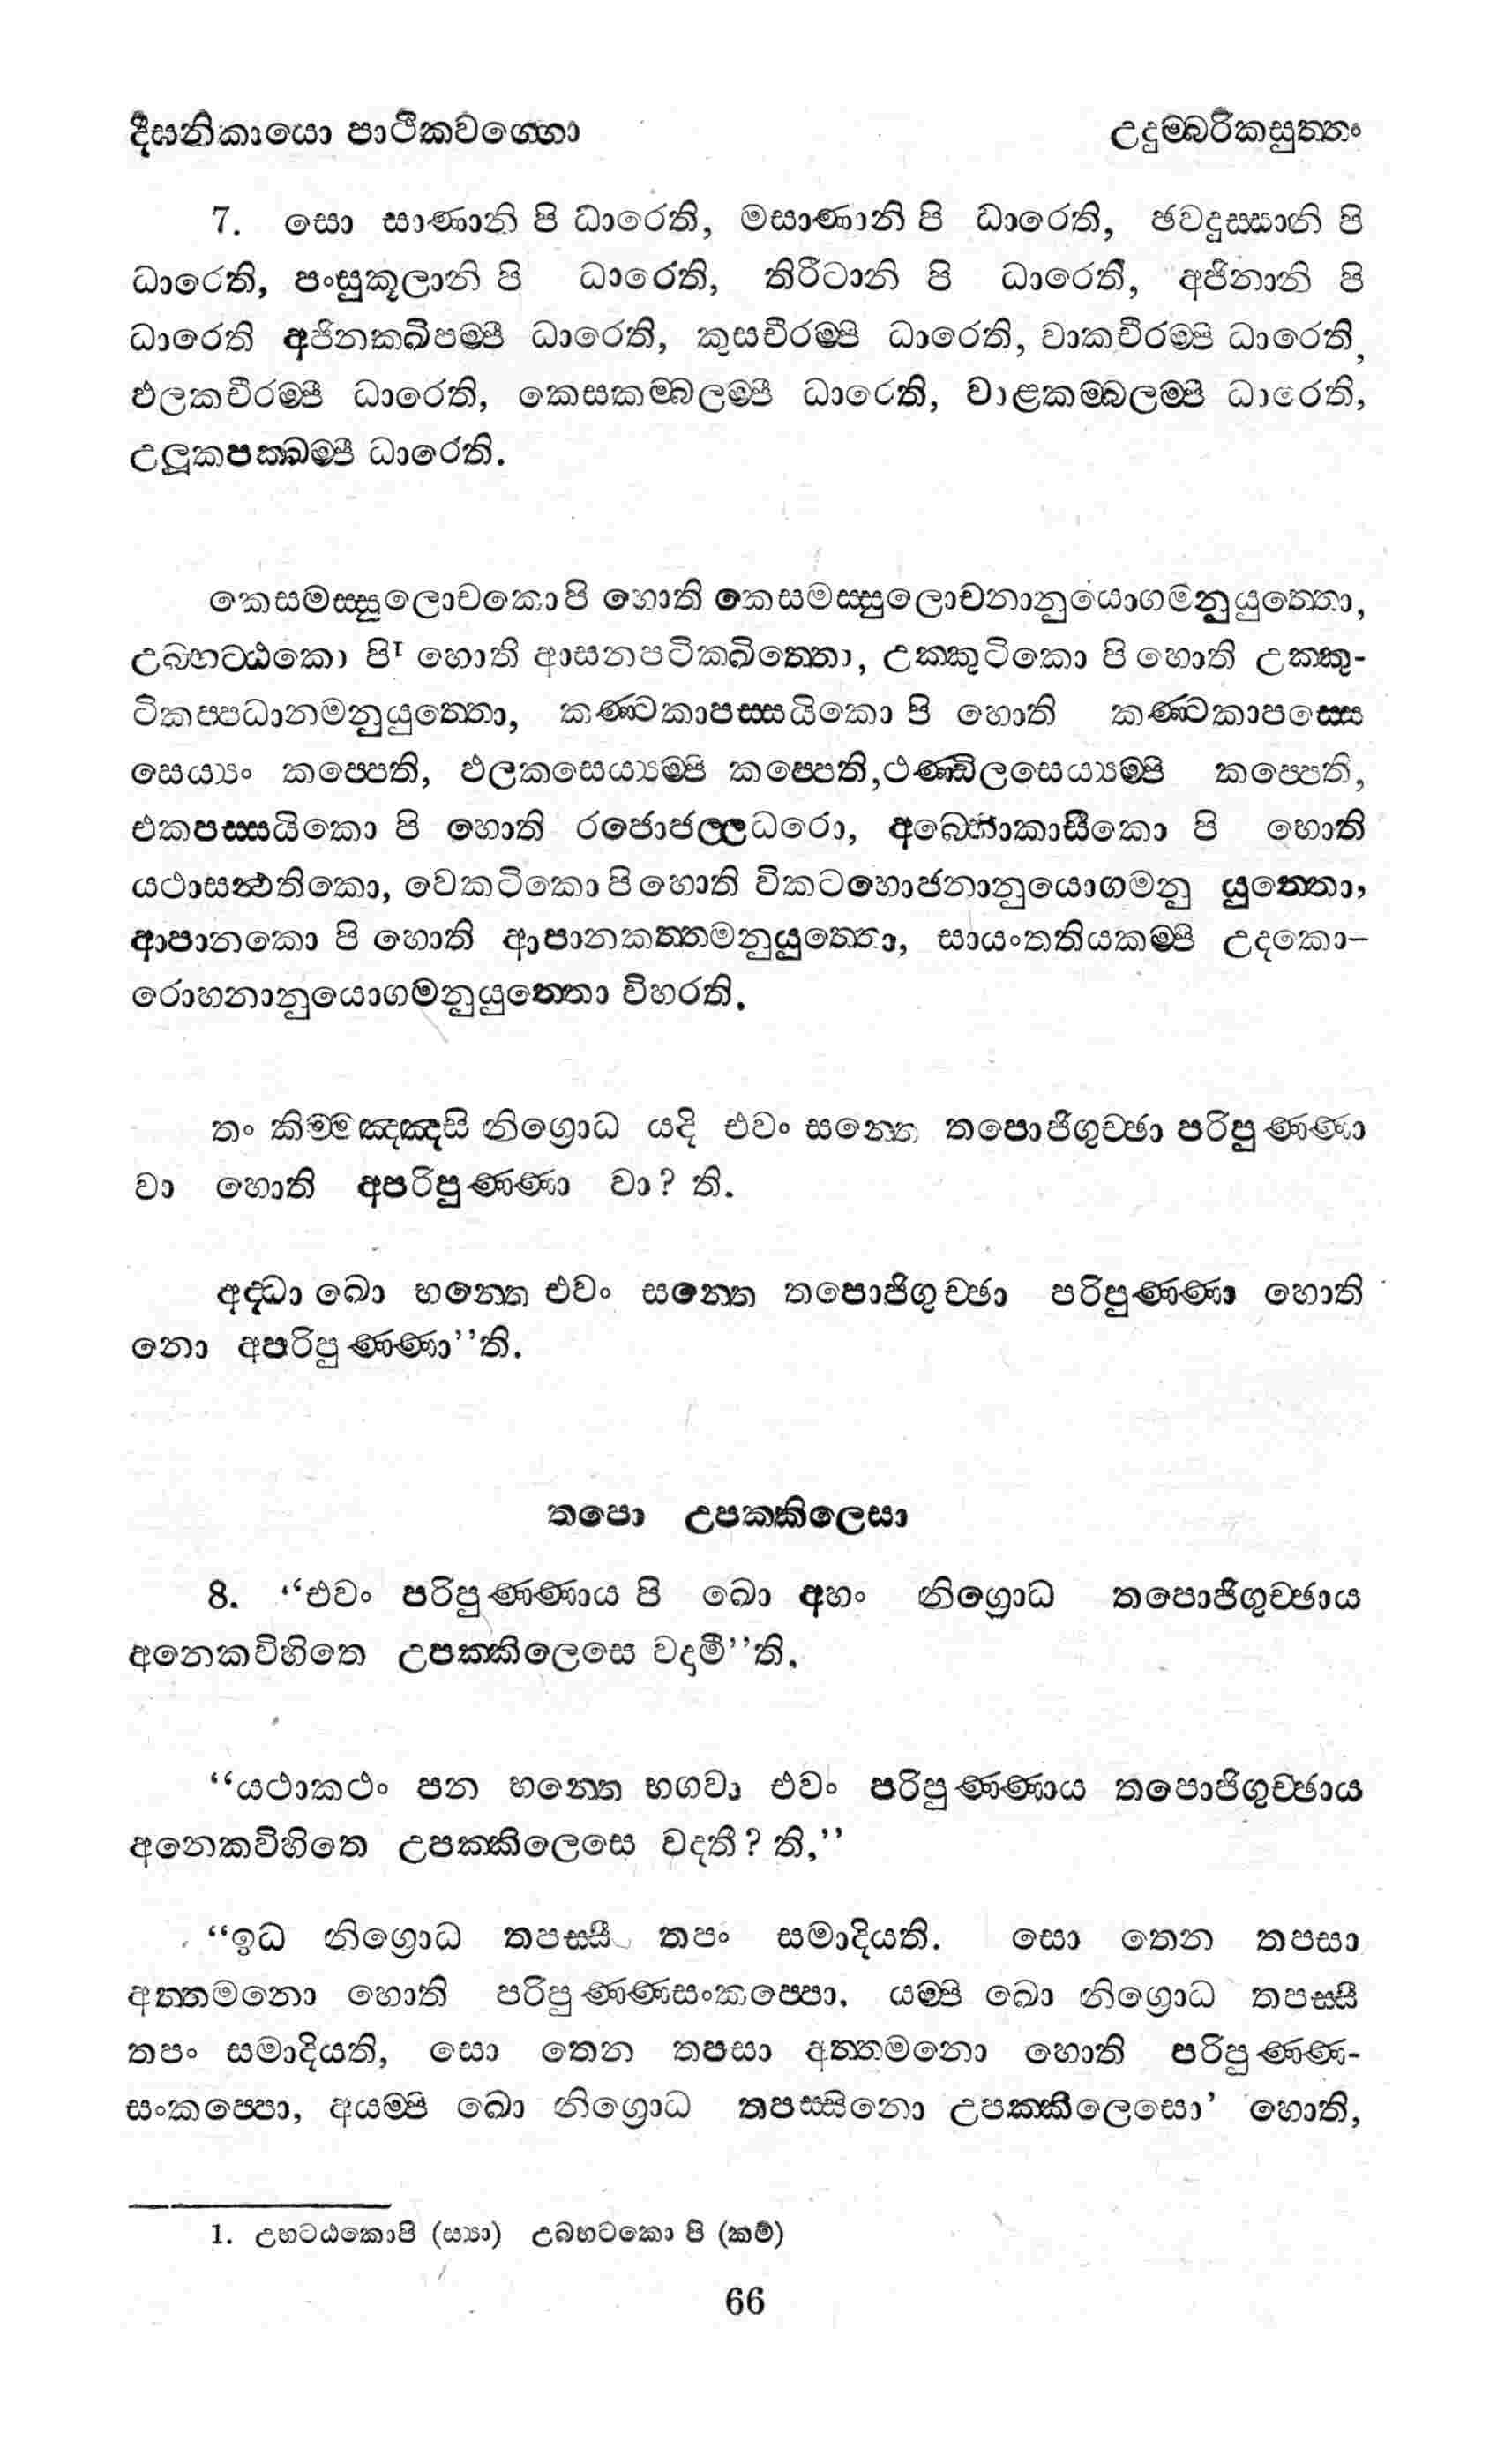 දීඝනිකායො පාථිකවග්ගො උදුම්බරිකසුත්තං
7. සො සාණානි පි ධාරෙති, මසාණානි පි ධාරෙති, ඡවදුස්සානි පි
ධාරෙති, පංසුකූලානි පි ධාරෙති, තිරීටානි පි ධාරෙති, අජිනානි පි
ධාරෙති අජිනක්ඛිපම්පි ධාරෙති, කුසචීරම්පි ධාරෙති, වාකචීරම්පි ධාරෙති,
ඵලකචීරම්පි ධාරෙති, කෙසකම්බලම්පි ධාරෙති, වාළකම්බලම්පි ධාරෙති,
උලූකපක්ඛම්පි ධාරෙති.
කෙසමස්සුලොචකො පි හොති කෙසමස්සුලොචනානුයොගමනුයුත්තො,
උබ්භට්ඨකො පි¹ හොති ආසනපටික්ඛිත්තො, උක්කුටිකො පි හොති උක්කු-
ටිකප්පධානමනුයුත්තො, කණ්ටකාපස්සයිකො පි හොති කණ්ටකාපස්සෙ
සෙය්‍යං කප්පෙති, ඵලකසෙය්‍යම්පි කප්පෙති, ථණ්ඩිලසෙය්‍යම්පි කප්පෙති,
එකපස්සයිකො පි හොති රජොජල්ලධරො, අබ්භොකාසිකො පි හොති
යථාසන්ථතිකො, වෙකටිකො පි හොති විකටභොජනානුයොගමනු යුත්තො,
ආපානකො පි හොති ආපානකත්තමනුයුත්තො, සායංතතියකම්පි උදකො-
රොහනානුයොගමනුයුත්තො විහරති.
තං කිම්මඤ්ඤසි නිග්‍රොධ යදි එවං සන්තෙ තපොජිගුච්ඡා පරිපුණ්ණා
වා හොති අපරිපුණ්ණා වා? ති.
අද්ධා ඛො භන්තෙ එවං සන්තෙ තපොජිගුච්ඡා පරිපුණ්ණා හොති
නො අපරිපුණ්ණා’’ති.
තපො උපක්කිලෙසා
8. ‘‘එවං පරිපුණ්ණාය පි ඛො අහං නිග්‍රොධ තපොජිගුච්ඡාය
අනෙකවිහිතෙ උපක්කිලෙසෙ වදාමී’’ති.
‘‘යථාකථං පන භන්තෙ භගවා එවං පරිපුණ්ණාය තපොජිගුච්ඡාය
අනෙකවිහිතෙ උපක්කිලෙසෙ වදතී? ති,’’
‘‘ඉධ නිග්‍රොධ තපස්සී තපං සමාදියති. සො තෙන තපසා
අත්තමනො හොති පරිපුණ්ණසංකප්පො. යම්පි ඛො නිග්‍රොධ තපස්සී
තපං සමාදියති, සො තෙන තපසා අත්තමනො හොති පරිපුණ්ණ-
සංකප්පො, අයම්පි ඛො නිග්‍රොධ තපස්සිනො උපක්කිලෙසො’ හොති,
1. උභට්ඨකොපි (ස්‍යා) උබභටකො පි (කම්)
66